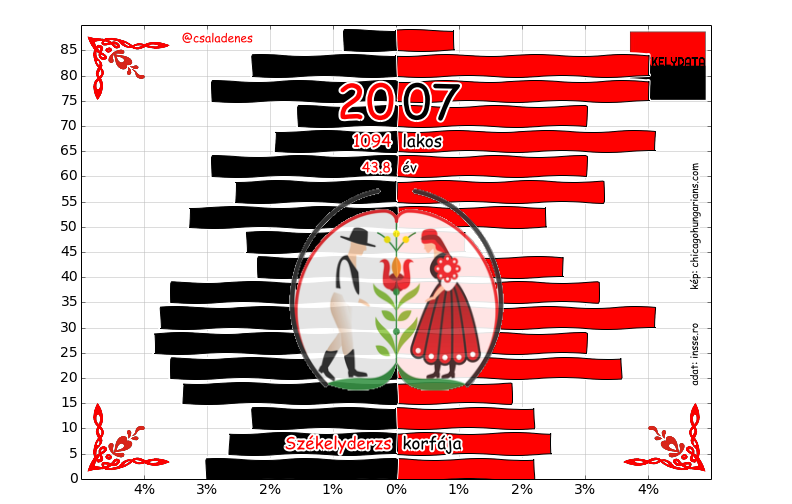 @csaladenes
KELYDATA
2007
1094 lakos
43.8 év
kép: chicagohungarians.com
adat: insse.ro
Székelyderzs korfája
85
80
75
70
65
60
55
50
45
40
35
30
25
20
15
10
5
0
4% 3% 2% 1% 0% 1% 2% 3% 4%